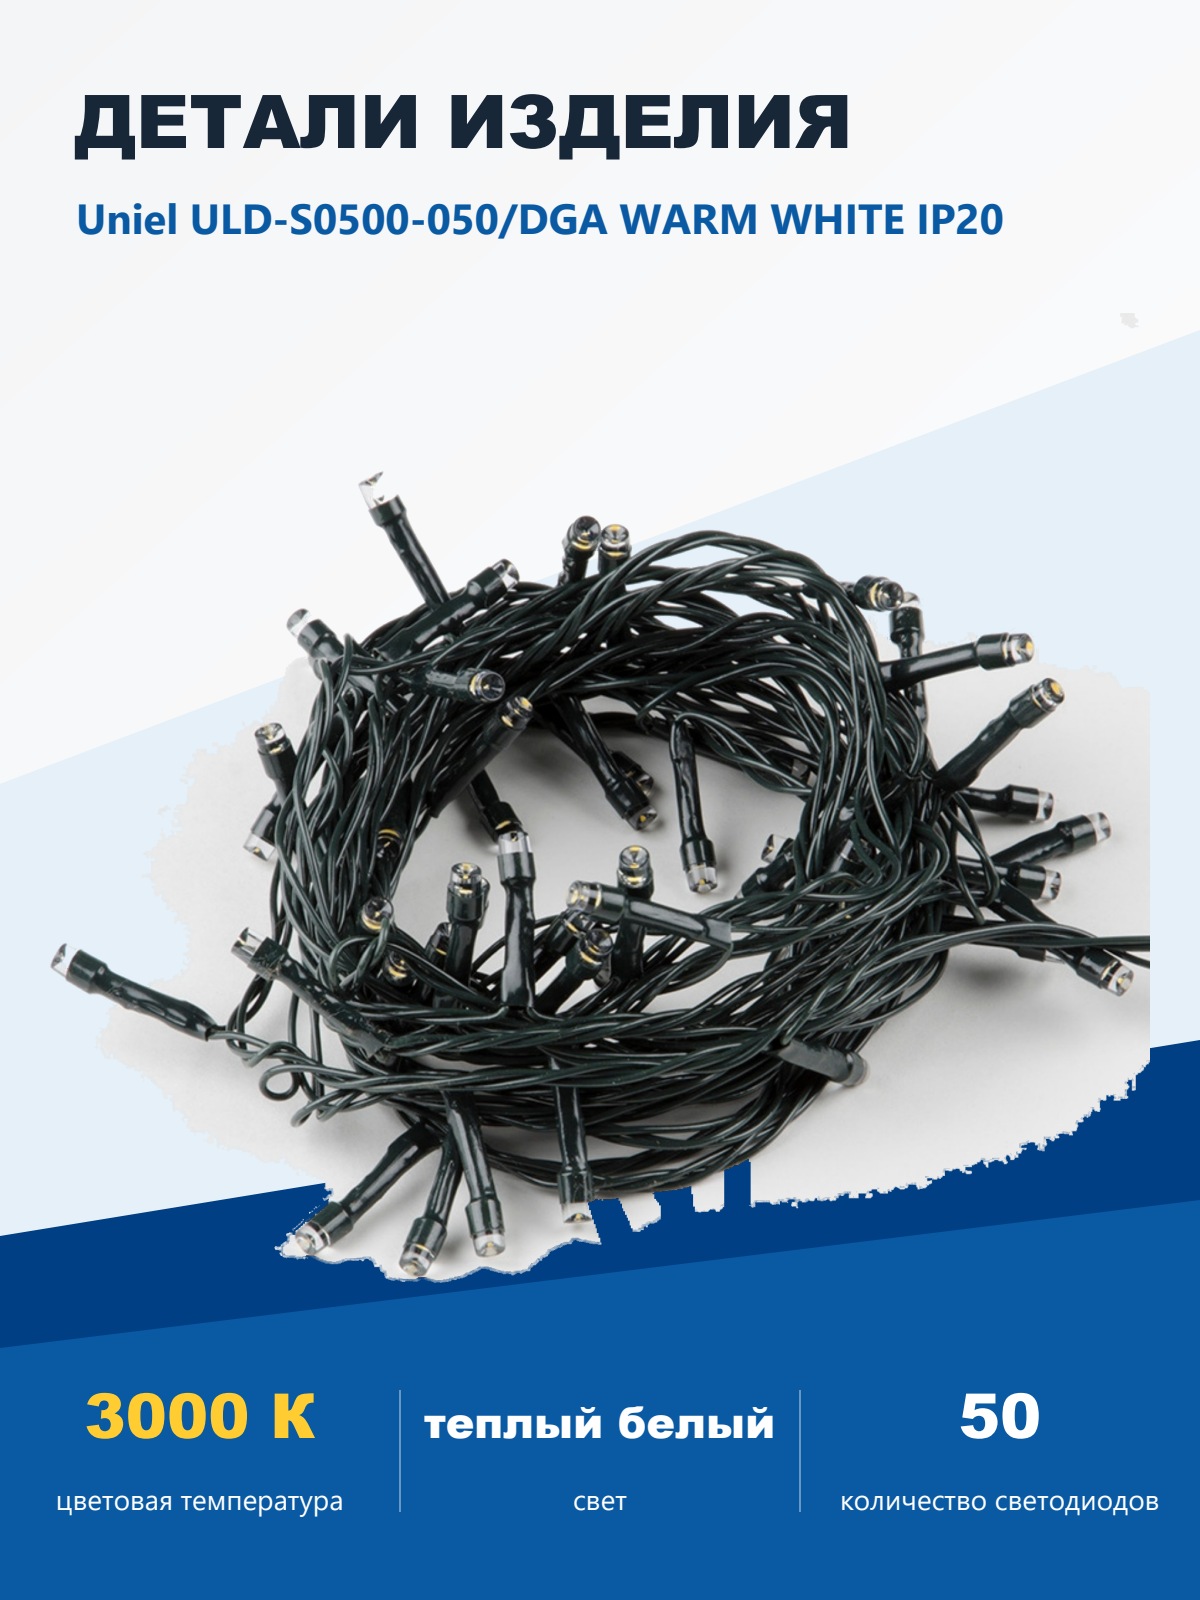 ДЕТАЛИ ИЗДЕЛИЯ
Uniel ULD-S0500-050/DGA WARM WHITE IP20
3000 К
цветовая температура
теплый белый
свет
50
количество светодиодов